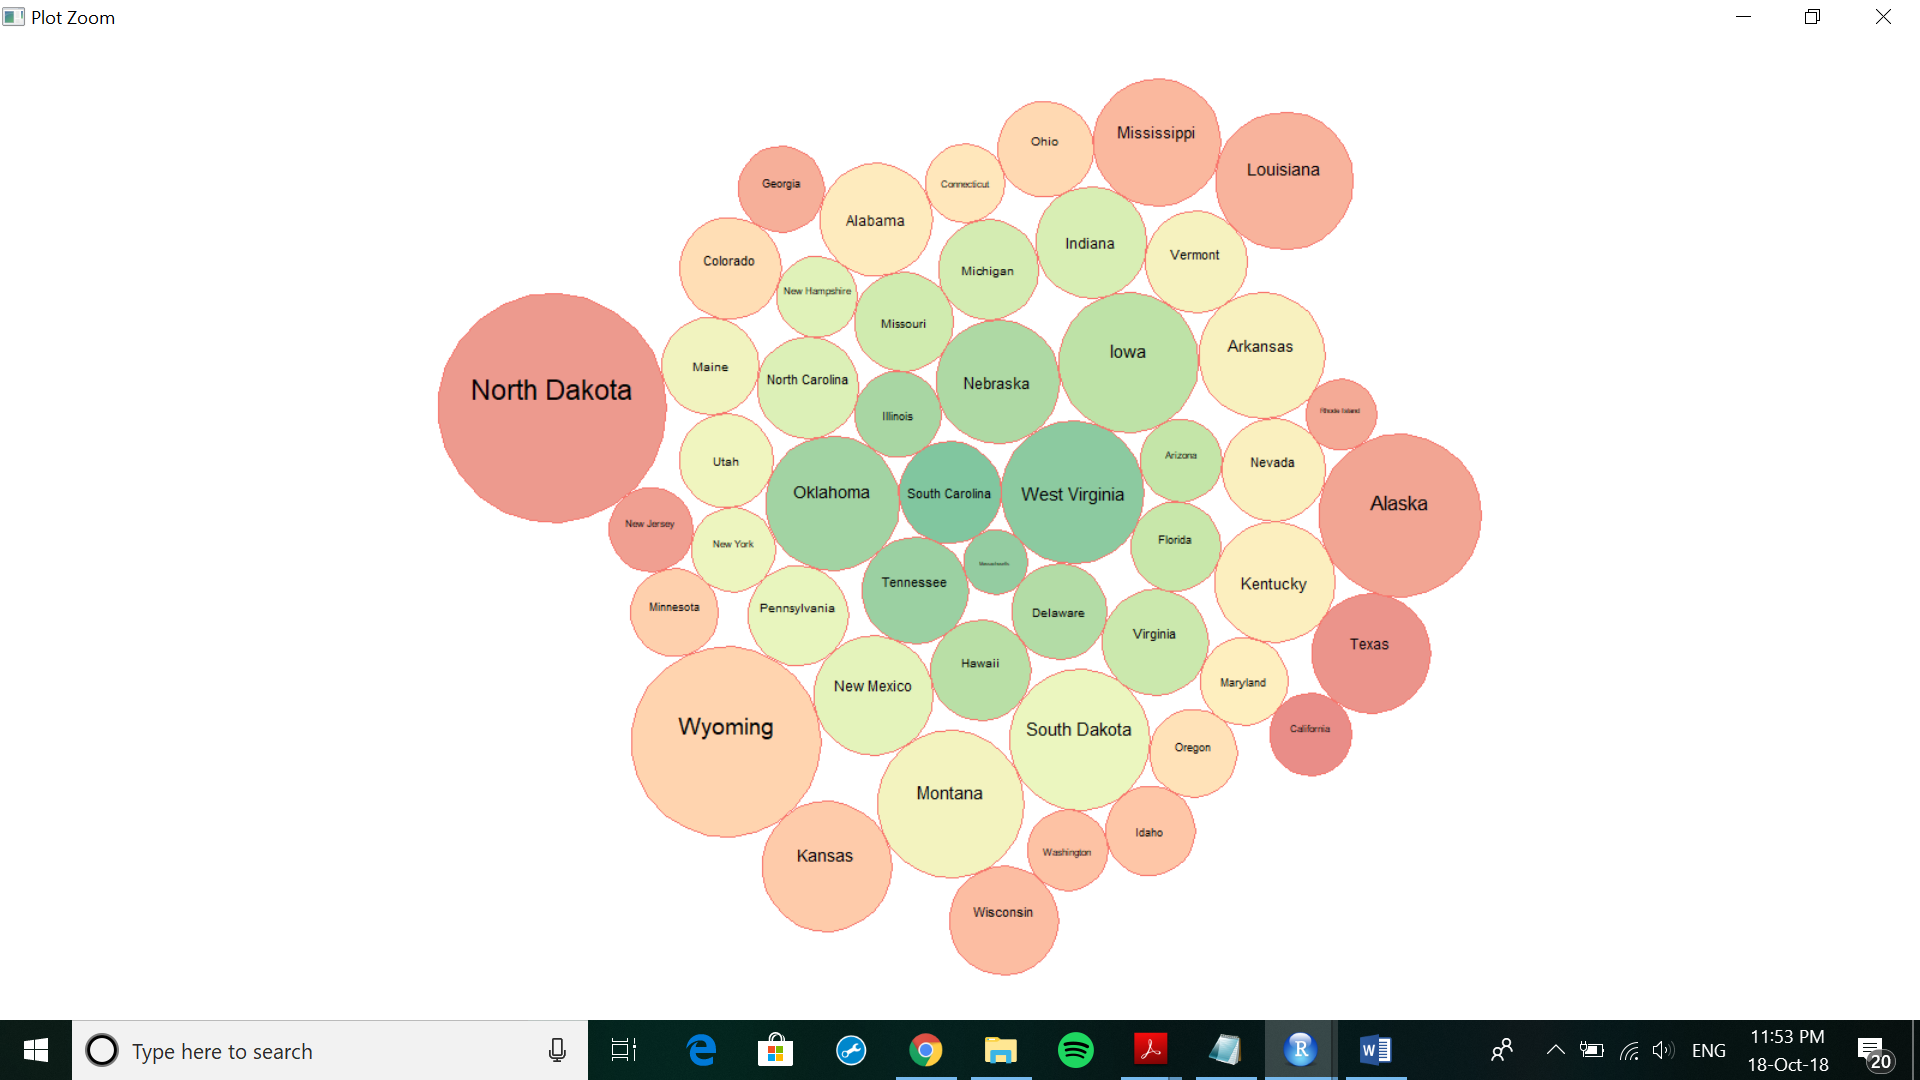 Plot Zoom
Mississippi
Ohio
Louisiana
Georgia
Connecticut
Alabama
Indiana
Vermont
Colorado
Michigan
New Hampshire
Missouri
Arkansas
Iowa
Maine
North Carolina
Nebraska
North Dakota
Rhode Island
Illinois
Arizona
Utah
Nevada
Oklahoma
South Carolina
West Virginia
Alaska
New Jersey
Florida
New York
Massachusetts
Tennessee
Kentucky
Minnesota
Pennsylvania
Delaware
Virginia
Texas
Hawaii
Maryland
New Mexico
Wyoming
South Dakota
California
Oregon
Montana
Idaho
Washington
Kansas
Wisconsin
Type here to search
R
ENG
11:53 PM
18-Oct-18
20